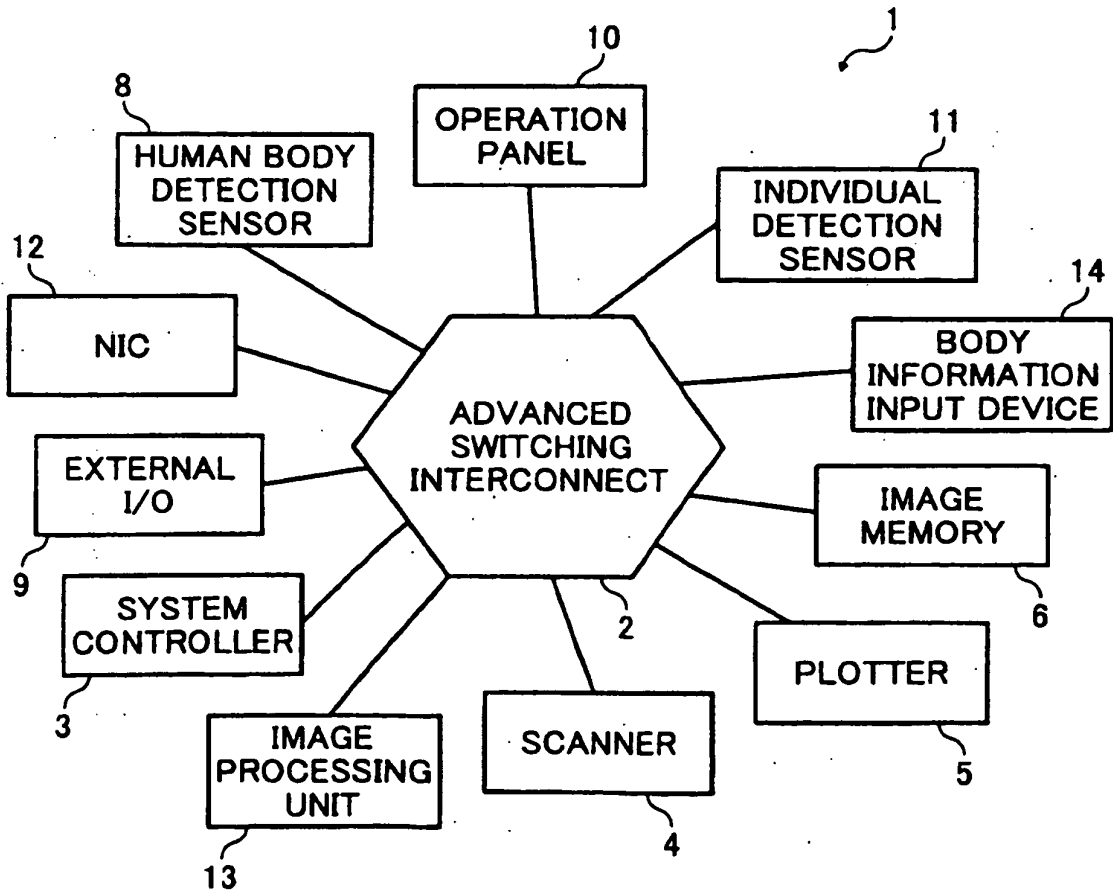 1
10
OPERATION
PANEL
8
HUMAN BODY
DETECTION
SENSOR
11
INDIVIDUAL
DETECTION
SENSOR
12
NIC
14
BODY
INFORMATION
INPUT DEVICE
ADVANCED
SWITCHING
INTERCONNECT
2
EXTERNAL
I/O
9
IMAGE
MEMORY
6
SYSTEM
CONTROLLER
3
PLOTTER
5
IMAGE
PROCESSING
UNIT
13
SCANNER
4